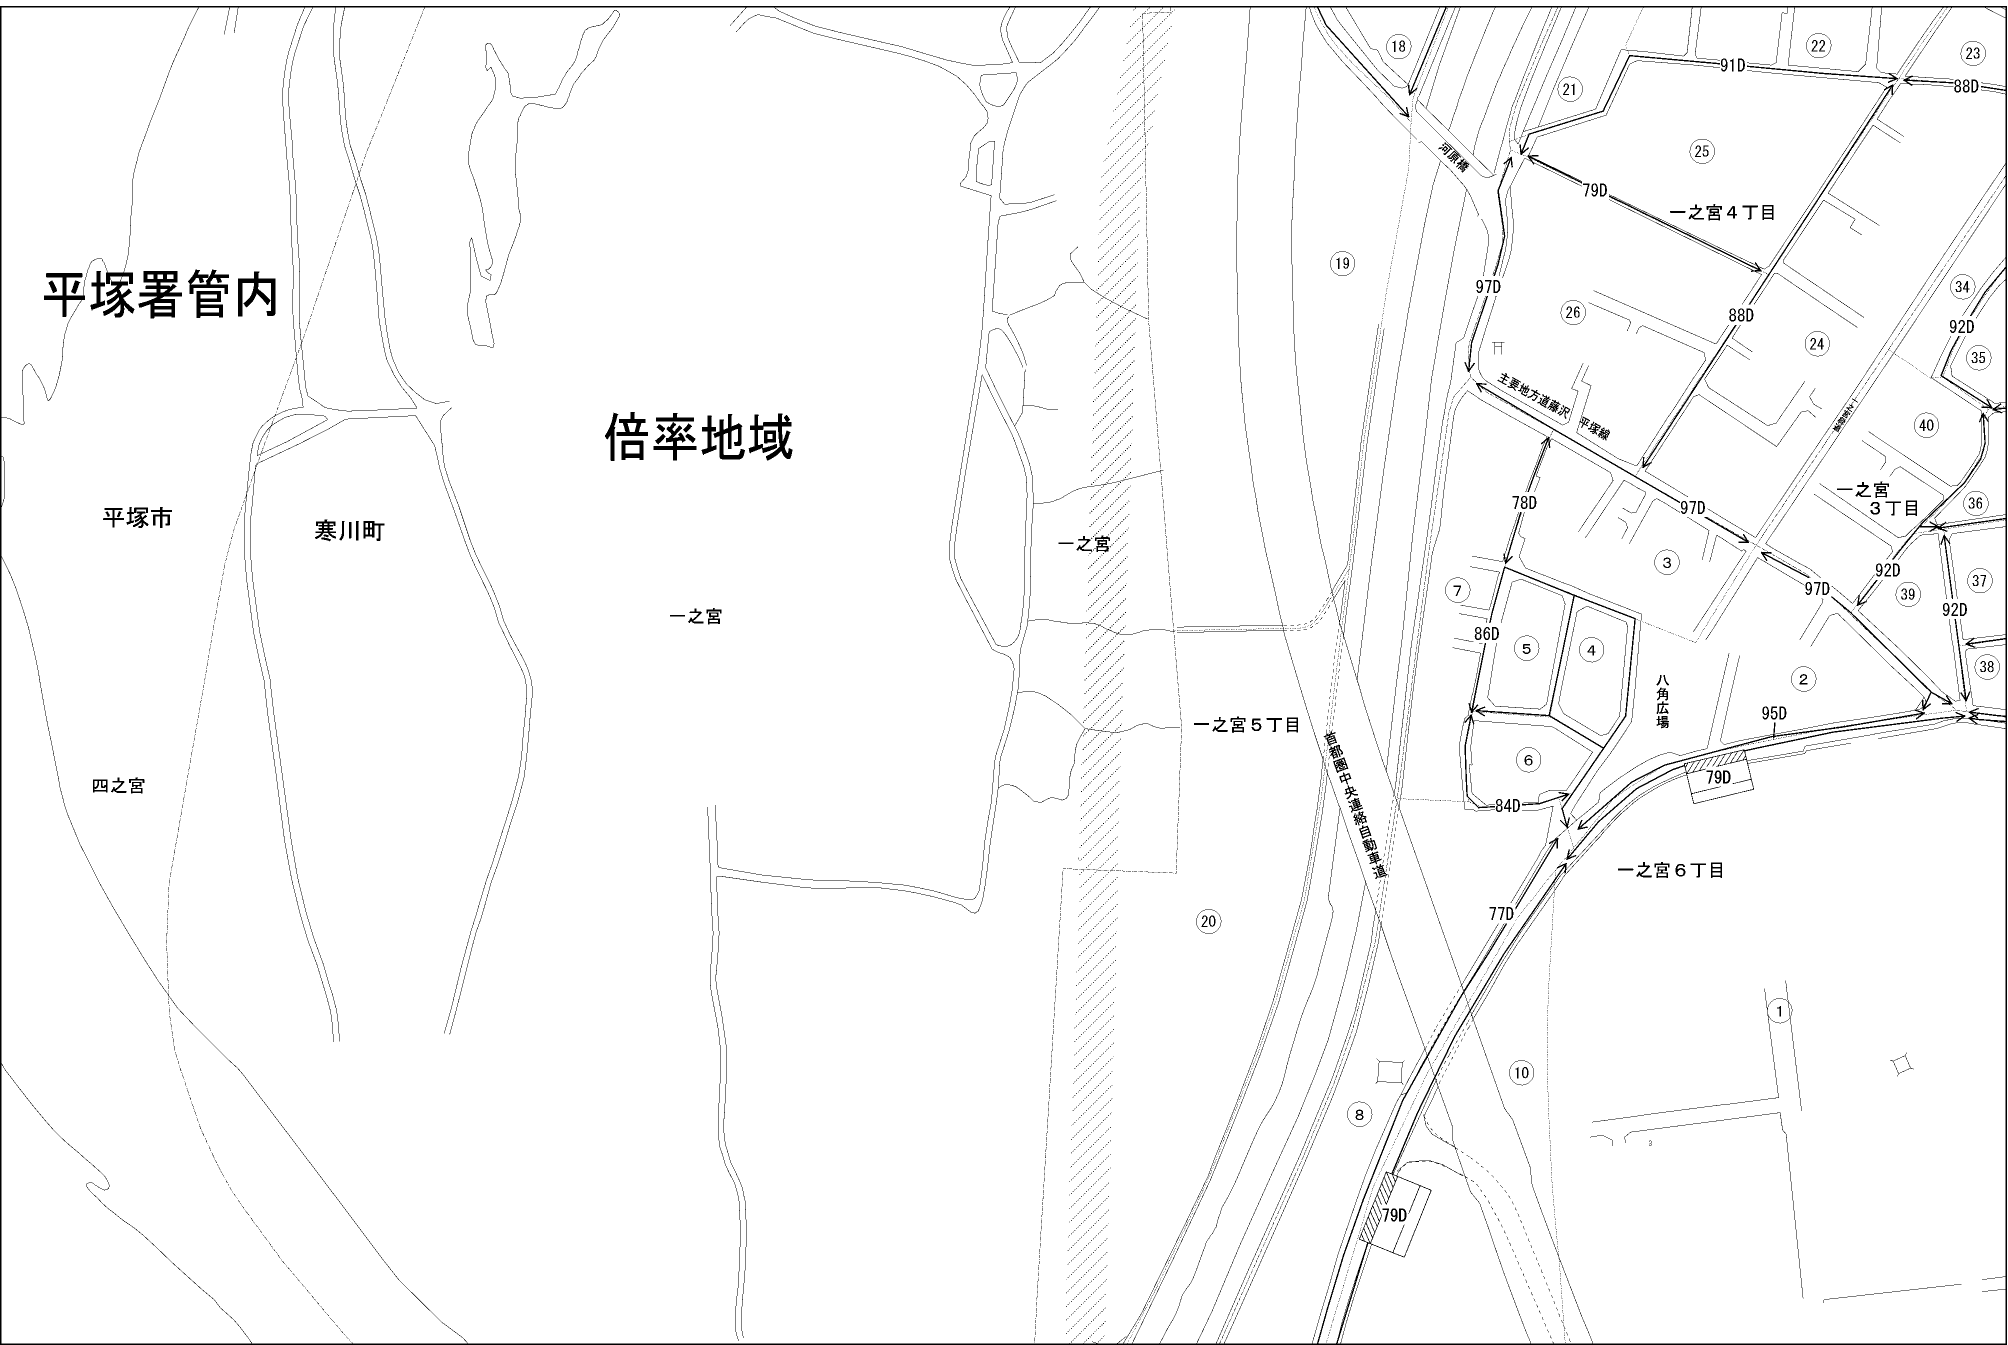 18
22
23
91D
88D
21
25
河原橋
79D
一之宮４丁目
19
97D
26
88D
24
34
92D
35
平塚署管内
主要地方道藤沢
平塚線
40
倍率地域
78D
97D
一之宮
３丁目
36
平塚市
寒川町
一之宮
3
7
97D
92D
39
37
92D
一之宮
86D
5
4
38
2
八角広場
一之宮５丁目
95D
首都圏中央連絡自動車道
6
79D
四之宮
84D
一之宮６丁目
77D
20
1
10
8
79D